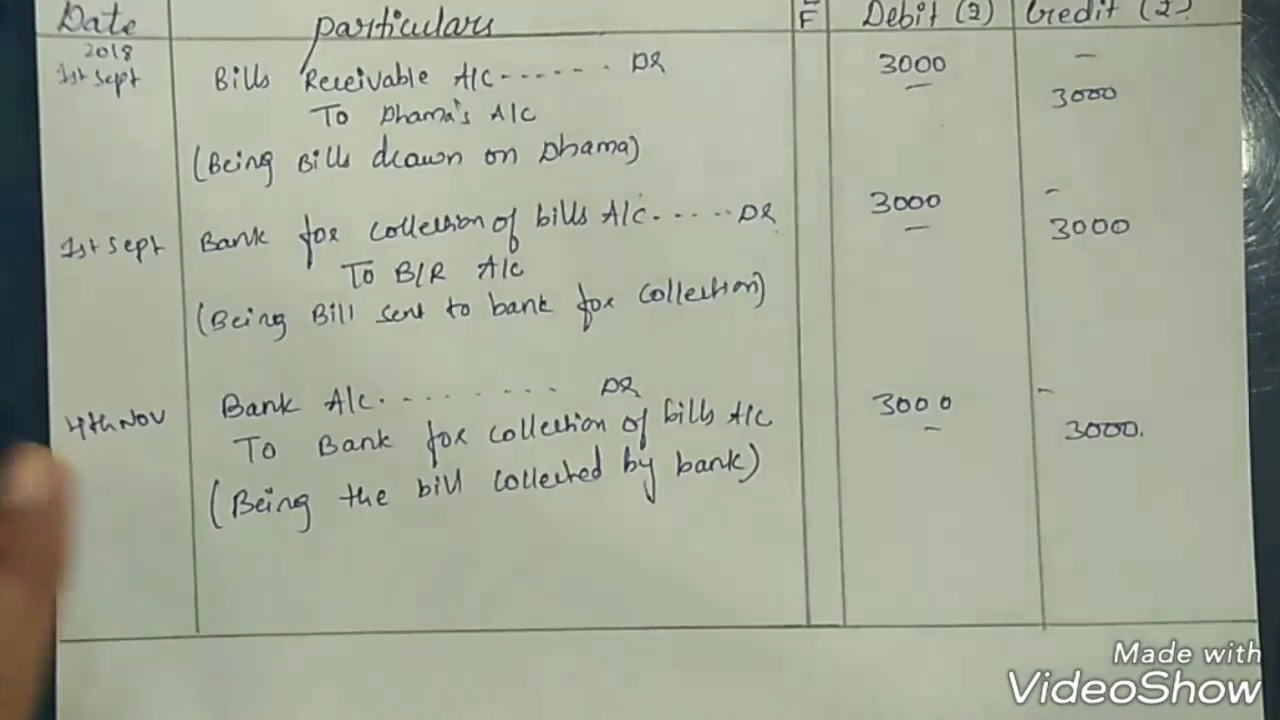 Date particulars F Debit (₹) Credit (₹)
2018
1st Sept Bills Receivable A/C ------ . DR 3000 —
To Dhama's A/C 3000
(Being Bills drawn on Dhama)
1st Sept Bank for collection of bills A/C.....DR 3000 -
To B/R A/c 3000
(Being Bill sent to bank for collection)
4th Nov Bank A/c......... DR 3000 -
To Bank for collection of bills A/C 3000.
(Being the bill collected by bank)
Made with
VideoShow